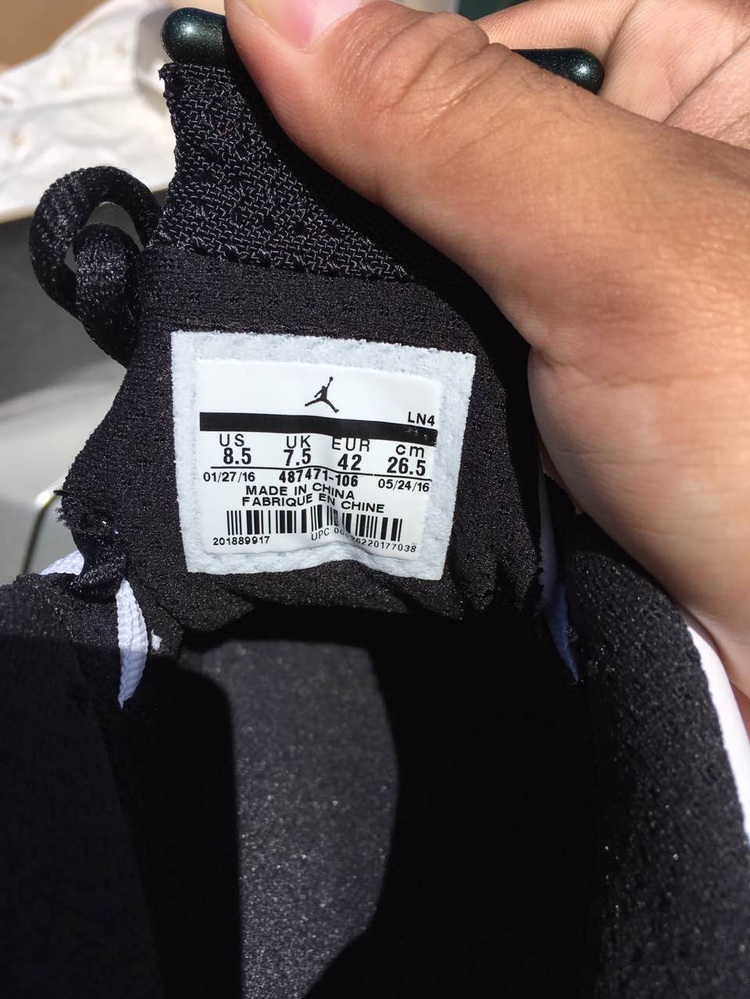 LN4
US UK EUR cm
8.5 7.5 42 26.5
01/27/16 487471-106 05/24/16
MADE IN CHINA
FABRIQUE EN CHINE
201889917 UPC